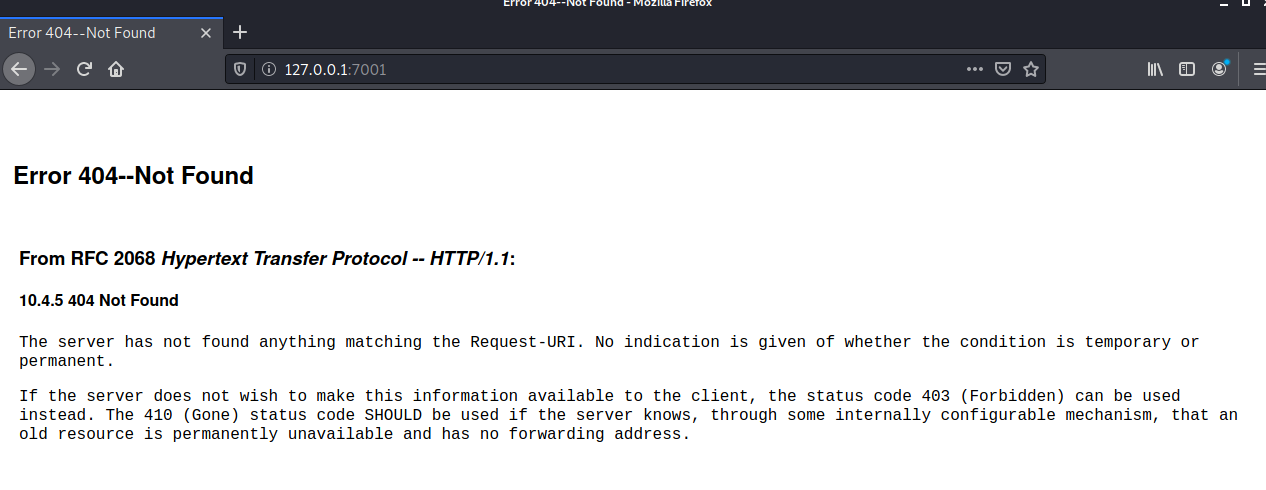 Error 404--Not Found - Mozilla Firefox
Error 404--Not Found
127.0.0.1:7001
Error 404--Not Found
From RFC 2068 Hypertext Transfer Protocol -- HTTP/1.1:
10.4.5 404 Not Found
The server has not found anything matching the Request-URI. No indication is given of whether the condition is temporary or
permanent.
If the server does not wish to make this information available to the client, the status code 403 (Forbidden) can be used
instead. The 410 (Gone) status code SHOULD be used if the server knows, through some internally configurable mechanism, that an
old resource is permanently unavailable and has no forwarding address.